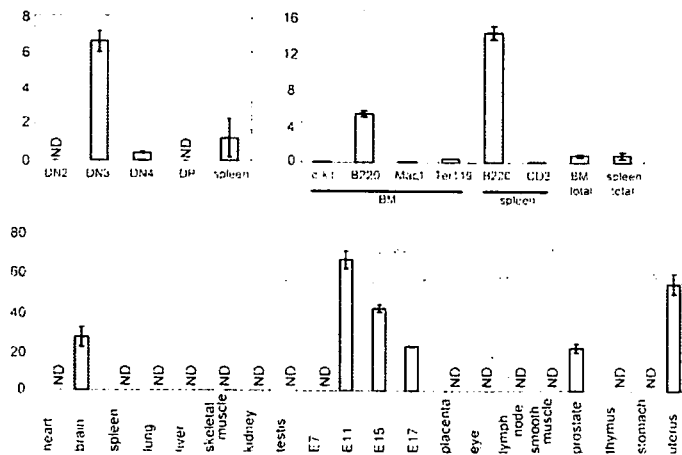 8
6
4
2
0
ND
ND
DN2 DN3 DN4 DP spleen
16
12
8
4
0
c-kit B220 Mac1 Ter119 B220 CD3 BM total spleen total
BM spleen
80
60
40
20
0
ND ND ND ND ND ND ND ND ND ND ND ND ND ND
heart
brain
spleen
lung
liver
skeletal muscle
kidney
testis
E7
E11
E15
E17
placenta
eye
lymph node
smooth muscle
prostate
thymus
stomach
uterus